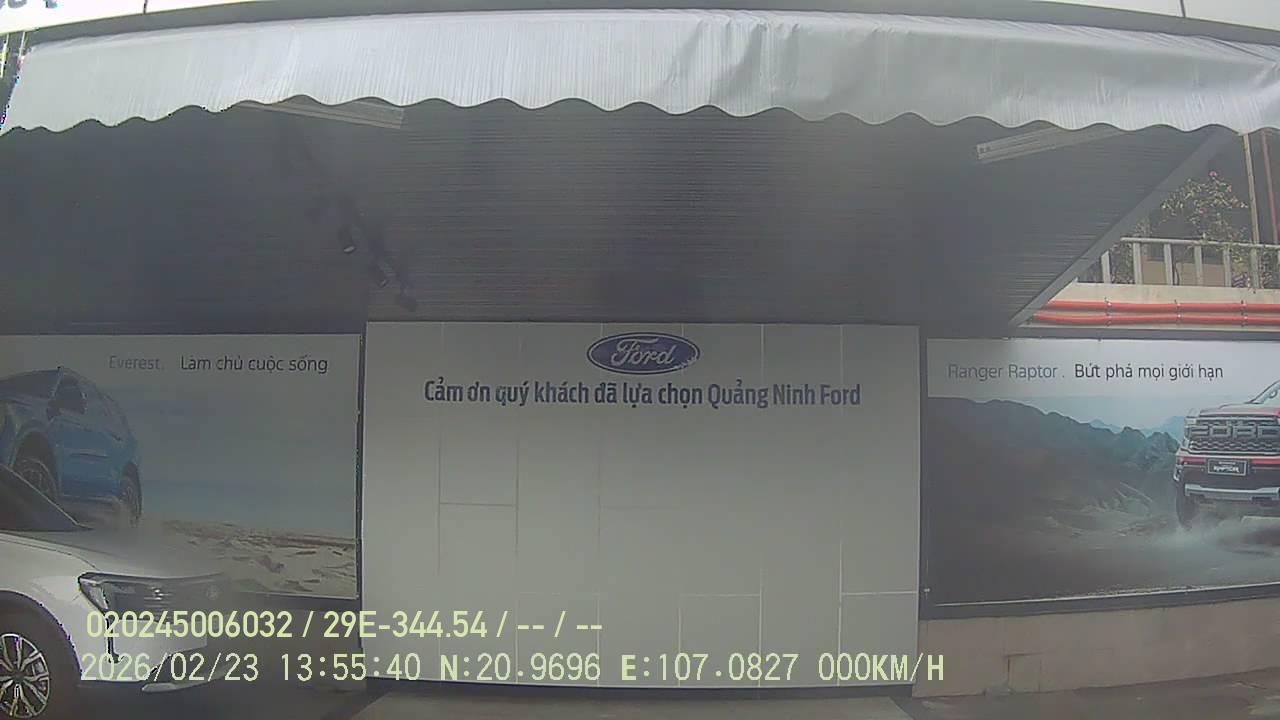 Ford
Cảm ơn quý khách đã lựa chọn Quảng Ninh Ford
Everest. Làm chủ cuộc sống
Ranger Raptor. Bứt phá mọi giới hạn
RAPTOR
020245006032 / 29E-344.54 / -- / --
2026/02/23 13:55:40 N:20.9696 E:107.0827 000KM/H